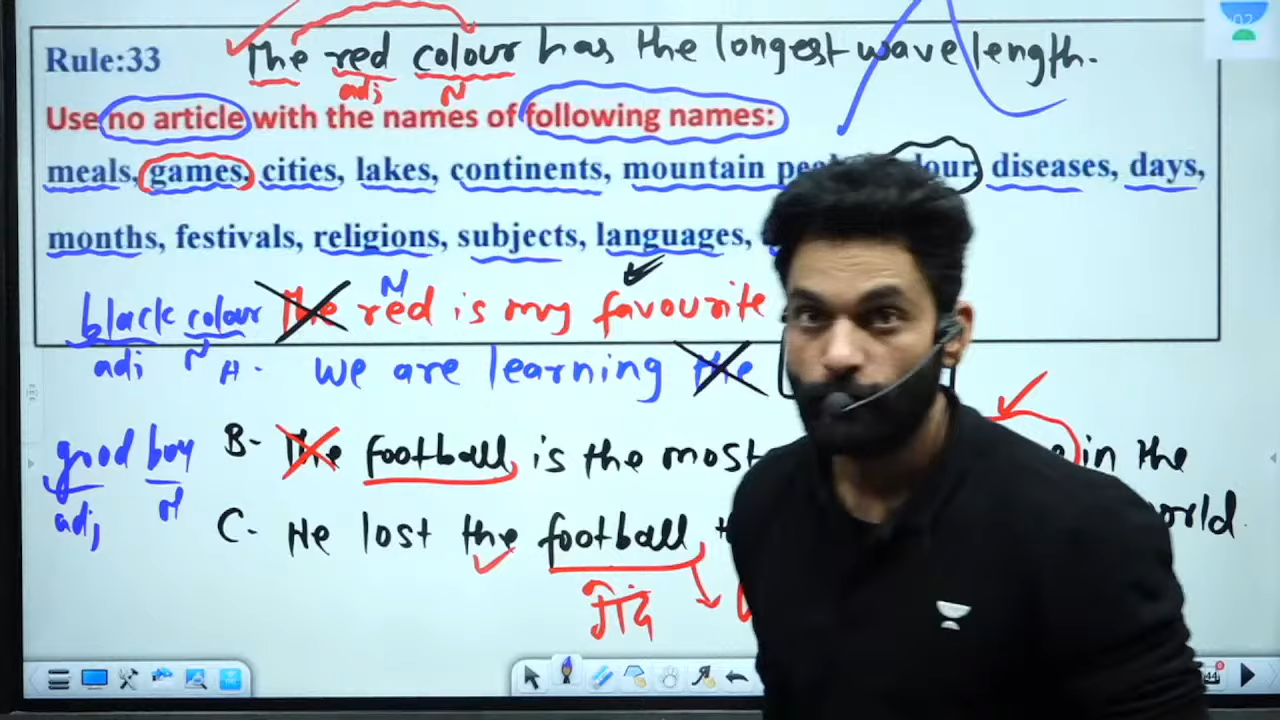 Rule:33
The red colour has the longest wave length.
adj N
Use no article with the names of following names:
meals, games, cities, lakes, continents, mountain diseases, days,
months, festivals, religions, subjects, languages,
black colour The red is my favourite
N
adj N A. we are learning the
good boy B- The football is the most in the
adj N C- He lost the football world
गेंद